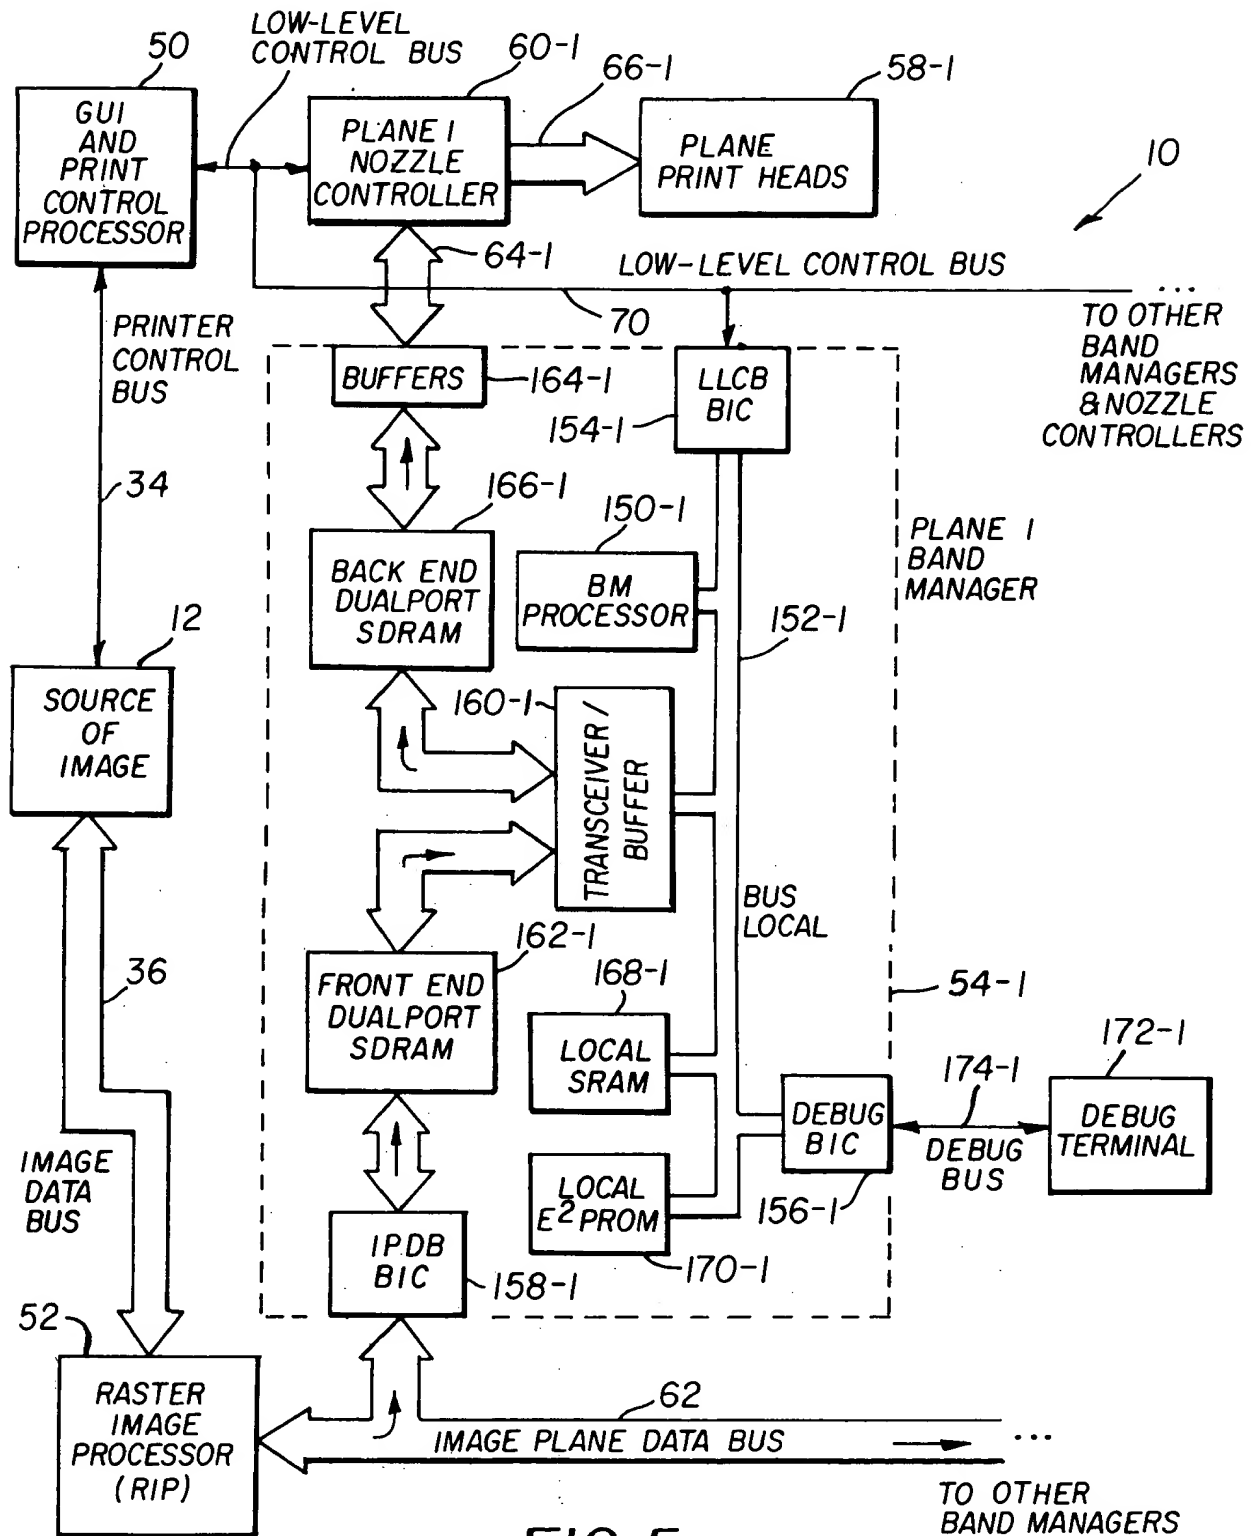 LOW-LEVEL
CONTROL BUS
50
60-1
66-1
58-1
GUI
AND
PRINT
CONTROL
PROCESSOR
PLANE 1
NOZZLE
CONTROLLER
PLANE
PRINT HEADS
10
64-1
LOW-LEVEL CONTROL BUS
...
70
TO OTHER
BAND
MANAGERS
& NOZZLE
CONTROLLERS
PRINTER
CONTROL
BUS
BUFFERS
164-1
LLCB
BIC
154-1
34
166-1
150-1
PLANE 1
BAND
MANAGER
BACK END
DUALPORT
SDRAM
BM
PROCESSOR
152-1
12
SOURCE
OF
IMAGE
160-1
TRANSCEIVER/
BUFFER
BUS
LOCAL
36
162-1
FRONT END
DUALPORT
SDRAM
168-1
LOCAL
SRAM
54-1
172-1
174-1
DEBUG
BIC
DEBUG
BUS
DEBUG
TERMINAL
IMAGE
DATA
BUS
LOCAL
E2PROM
156-1
170-1
IPDB
BIC
158-1
52
RASTER
IMAGE
PROCESSOR
(RIP)
62
IMAGE PLANE DATA BUS
...
TO OTHER
BAND MANAGERS